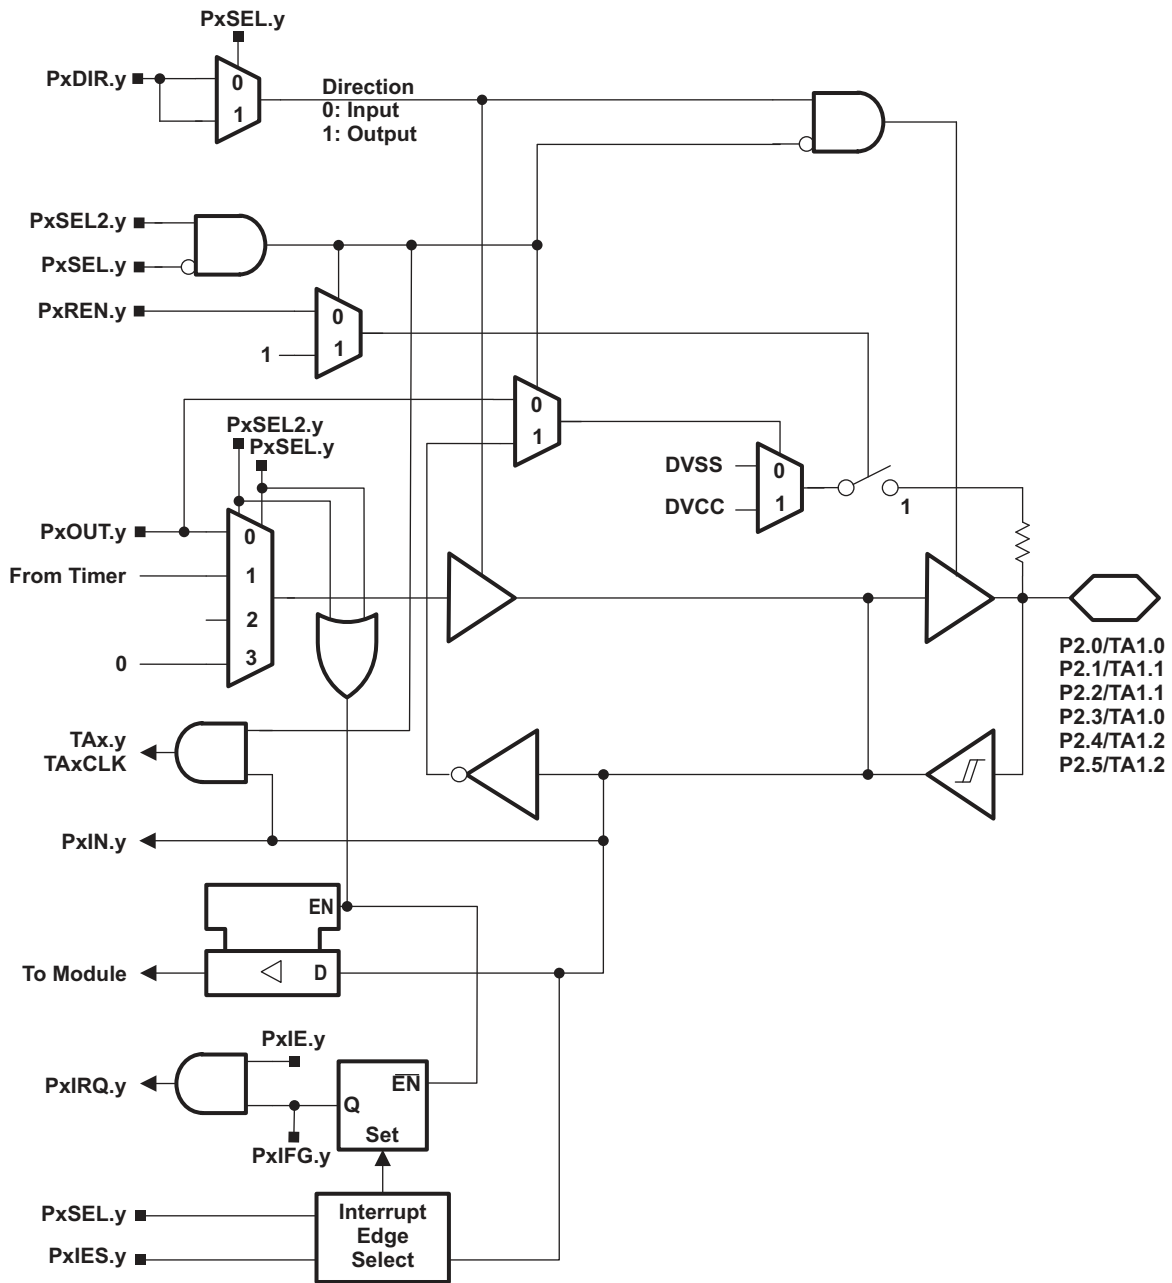 PxSEL.y
PxDIR.y
0
1
Direction
0: Input
1: Output
PxSEL2.y
PxSEL.y
PxREN.y
0
1
1
0
1
PxSEL2.y
PxSEL.y
DVSS
DVCC
0
1
1
PxOUT.y
From Timer
0
0
1
2
3
P2.0/TA1.0
P2.1/TA1.1
P2.2/TA1.1
P2.3/TA1.0
P2.4/TA1.2
P2.5/TA1.2
TAx.y
TAxCLK
PxIN.y
EN
To Module
D
PxIE.y
PxIRQ.y
EN
Q
Set
PxIFG.y
PxSEL.y
PxIES.y
Interrupt
Edge
Select